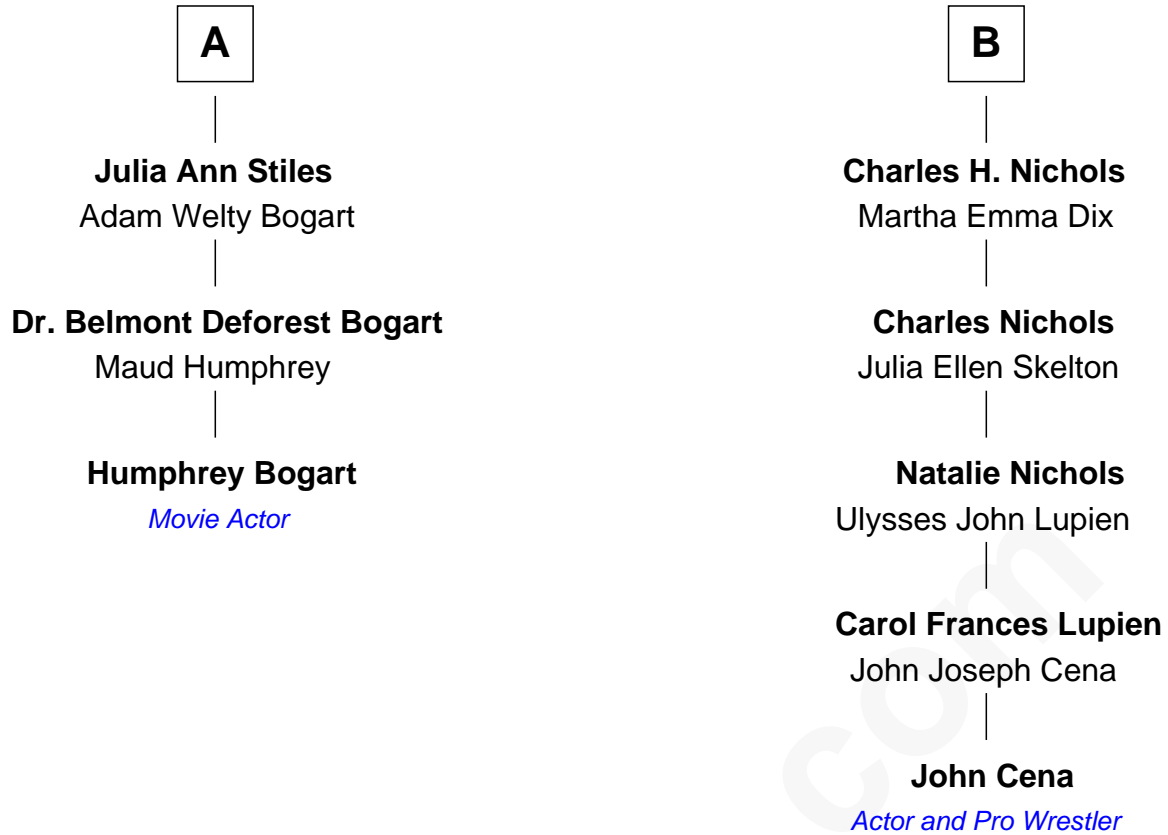 A
Julia Ann Stiles
Adam Welty Bogart
Dr. Belmont Deforest Bogart
Maud Humphrey
Humphrey Bogart
Movie Actor
B
Charles H. Nichols
Martha Emma Dix
Charles Nichols
Julia Ellen Skelton
Natalie Nichols
Ulysses John Lupien
Carol Frances Lupien
John Joseph Cena
John Cena
Actor and Pro Wrestler
com